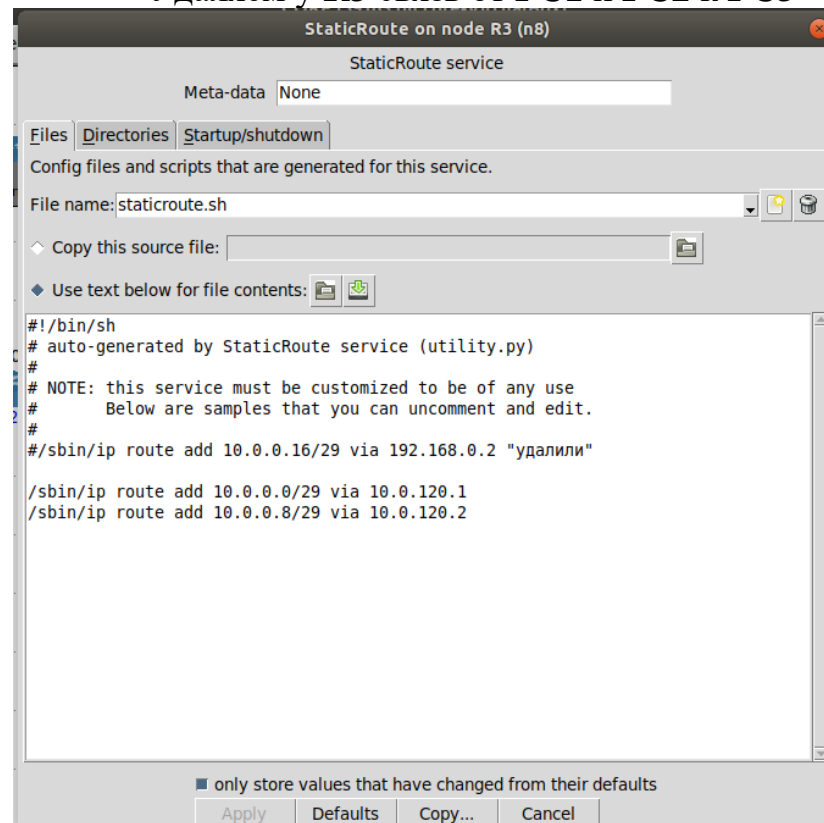 StaticRoute on node R3 (n8)
StaticRoute service
Meta-data None
Files Directories Startup/shutdown
Config files and scripts that are generated for this service.
File name: staticroute.sh
Copy this source file:
Use text below for file contents:
#!/bin/sh
# auto-generated by StaticRoute service (utility.py)
#
# NOTE: this service must be customized to be of any use
#       Below are samples that you can uncomment and edit.
#
#/sbin/ip route add 10.0.0.16/29 via 192.168.0.2 "удалили"
/sbin/ip route add 10.0.0.0/29 via 10.0.120.1
/sbin/ip route add 10.0.0.8/29 via 10.0.120.2
only store values that have changed from their defaults
Apply Defaults Copy... Cancel